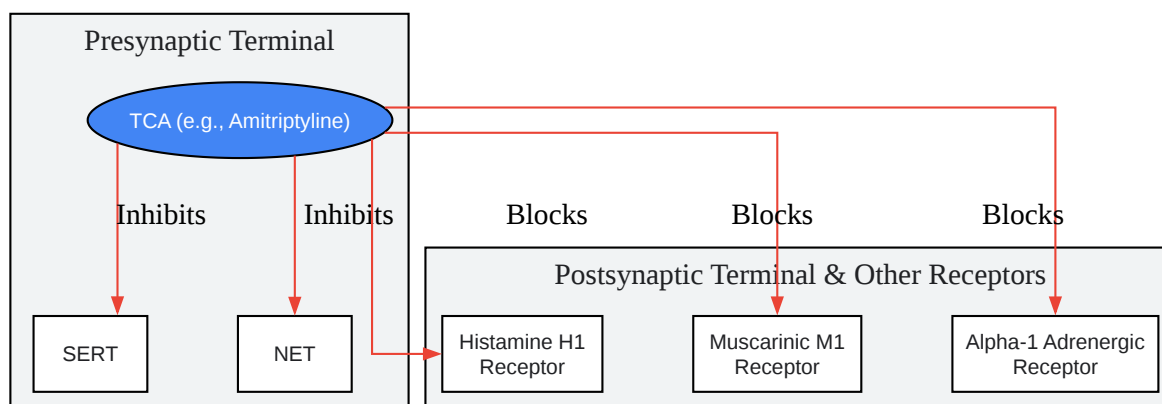 Presynaptic Terminal
TCA (e.g., Amitriptyline)
Inhibits
Inhibits
Blocks
Blocks
Blocks
Postsynaptic Terminal & Other Receptors
SERT
NET
Histamine H1
Receptor
Muscarinic M1
Receptor
Alpha-1 Adrenergic
Receptor